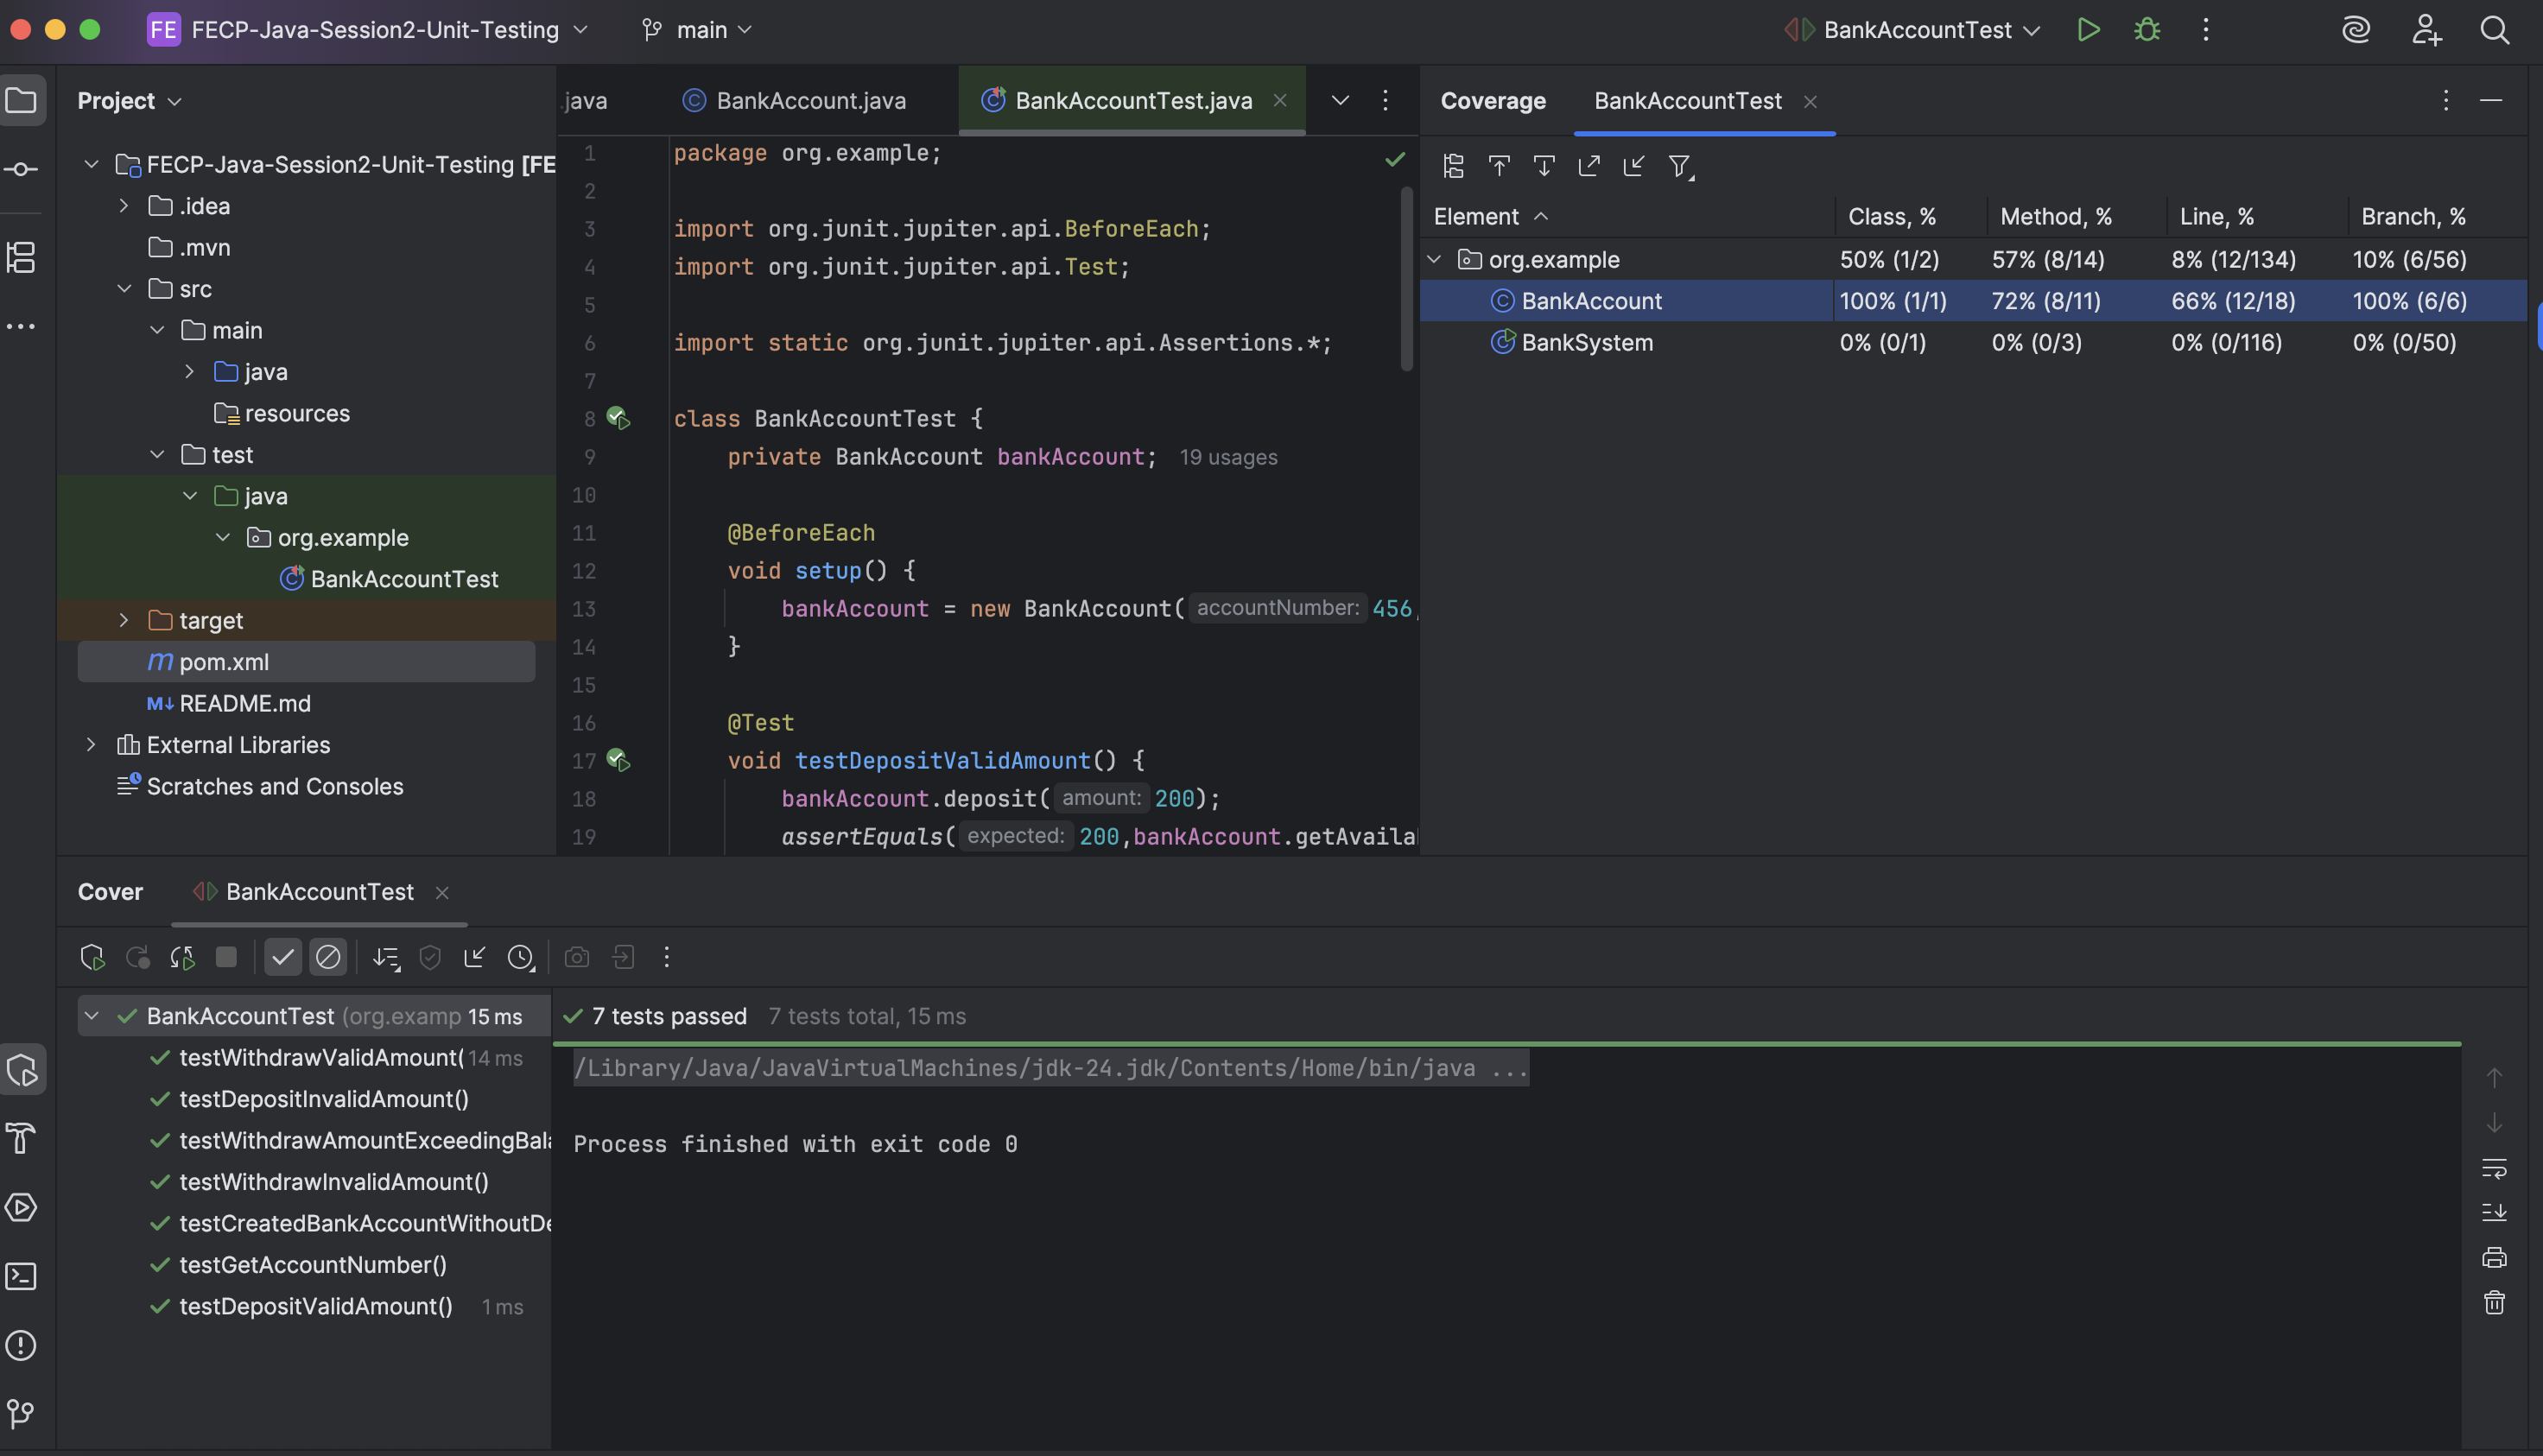 FE FECP-Java-Session2-Unit-Testing main BankAccountTest
Project
FECP-Java-Session2-Unit-Testing [FE
.idea
.mvn
src
main
java
resources
test
java
org.example
BankAccountTest
target
m pom.xml
M↓ README.md
External Libraries
Scratches and Consoles
.java BankAccount.java BankAccountTest.java
1 package org.example;
2
3 import org.junit.jupiter.api.BeforeEach;
4 import org.junit.jupiter.api.Test;
5
6 import static org.junit.jupiter.api.Assertions.*;
7
8 class BankAccountTest {
9 private BankAccount bankAccount; 19 usages
10
11 @BeforeEach
12 void setup() {
13 bankAccount = new BankAccount( accountNumber: 456,
14 }
15
16 @Test
17 void testDepositValidAmount() {
18 bankAccount.deposit( amount: 200);
19 assertEquals( expected: 200,bankAccount.getAvaila
Coverage BankAccountTest
Element Class, % Method, % Line, % Branch, %
org.example 50% (1/2) 57% (8/14) 8% (12/134) 10% (6/56)
BankAccount 100% (1/1) 72% (8/11) 66% (12/18) 100% (6/6)
BankSystem 0% (0/1) 0% (0/3) 0% (0/116) 0% (0/50)
Cover BankAccountTest
BankAccountTest (org.examp 15 ms
testWithdrawValidAmount( 14 ms
testDepositInvalidAmount()
testWithdrawAmountExceedingBala
testWithdrawInvalidAmount()
testCreatedBankAccountWithoutDe
testGetAccountNumber()
testDepositValidAmount() 1 ms
7 tests passed 7 tests total, 15 ms
/Library/Java/JavaVirtualMachines/jdk-24.jdk/Contents/Home/bin/java ...
Process finished with exit code 0